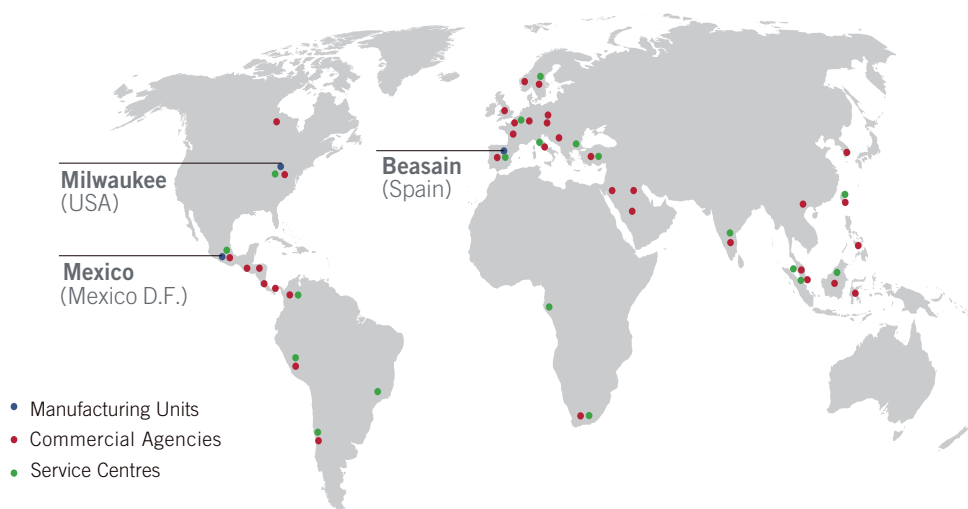 Milwaukee
(USA)
Beasain
(Spain)
Mexico
(Mexico D.F.)
Manufacturing Units
Commercial Agencies
Service Centres